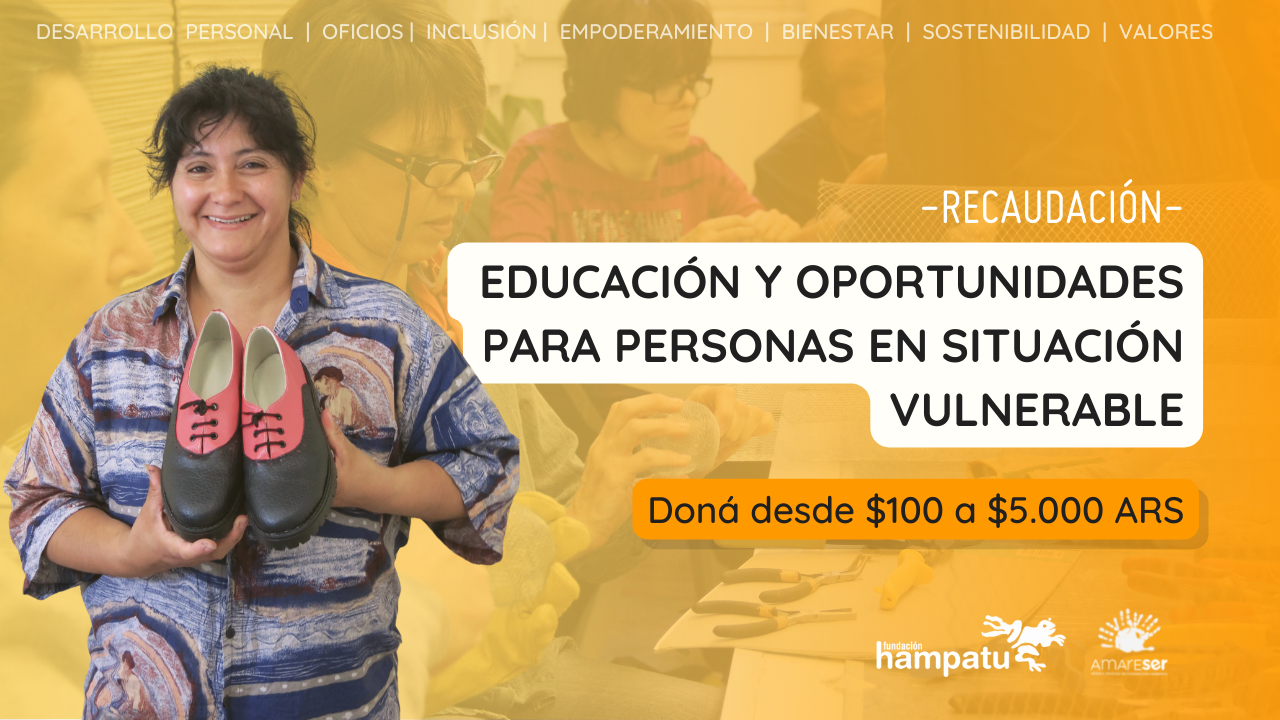 DESARROLLO PERSONAL | OFICIOS | INCLUSIÓN | EMPODERAMIENTO | BIENESTAR | SOSTENIBILIDAD | VALORES
-RECAUDACIÓN-
EDUCACIÓN Y OPORTUNIDADES
PARA PERSONAS EN SITUACIÓN
VULNERABLE
Doná desde $100 a $5.000 ARS
fundación
hampatu
AMARESER